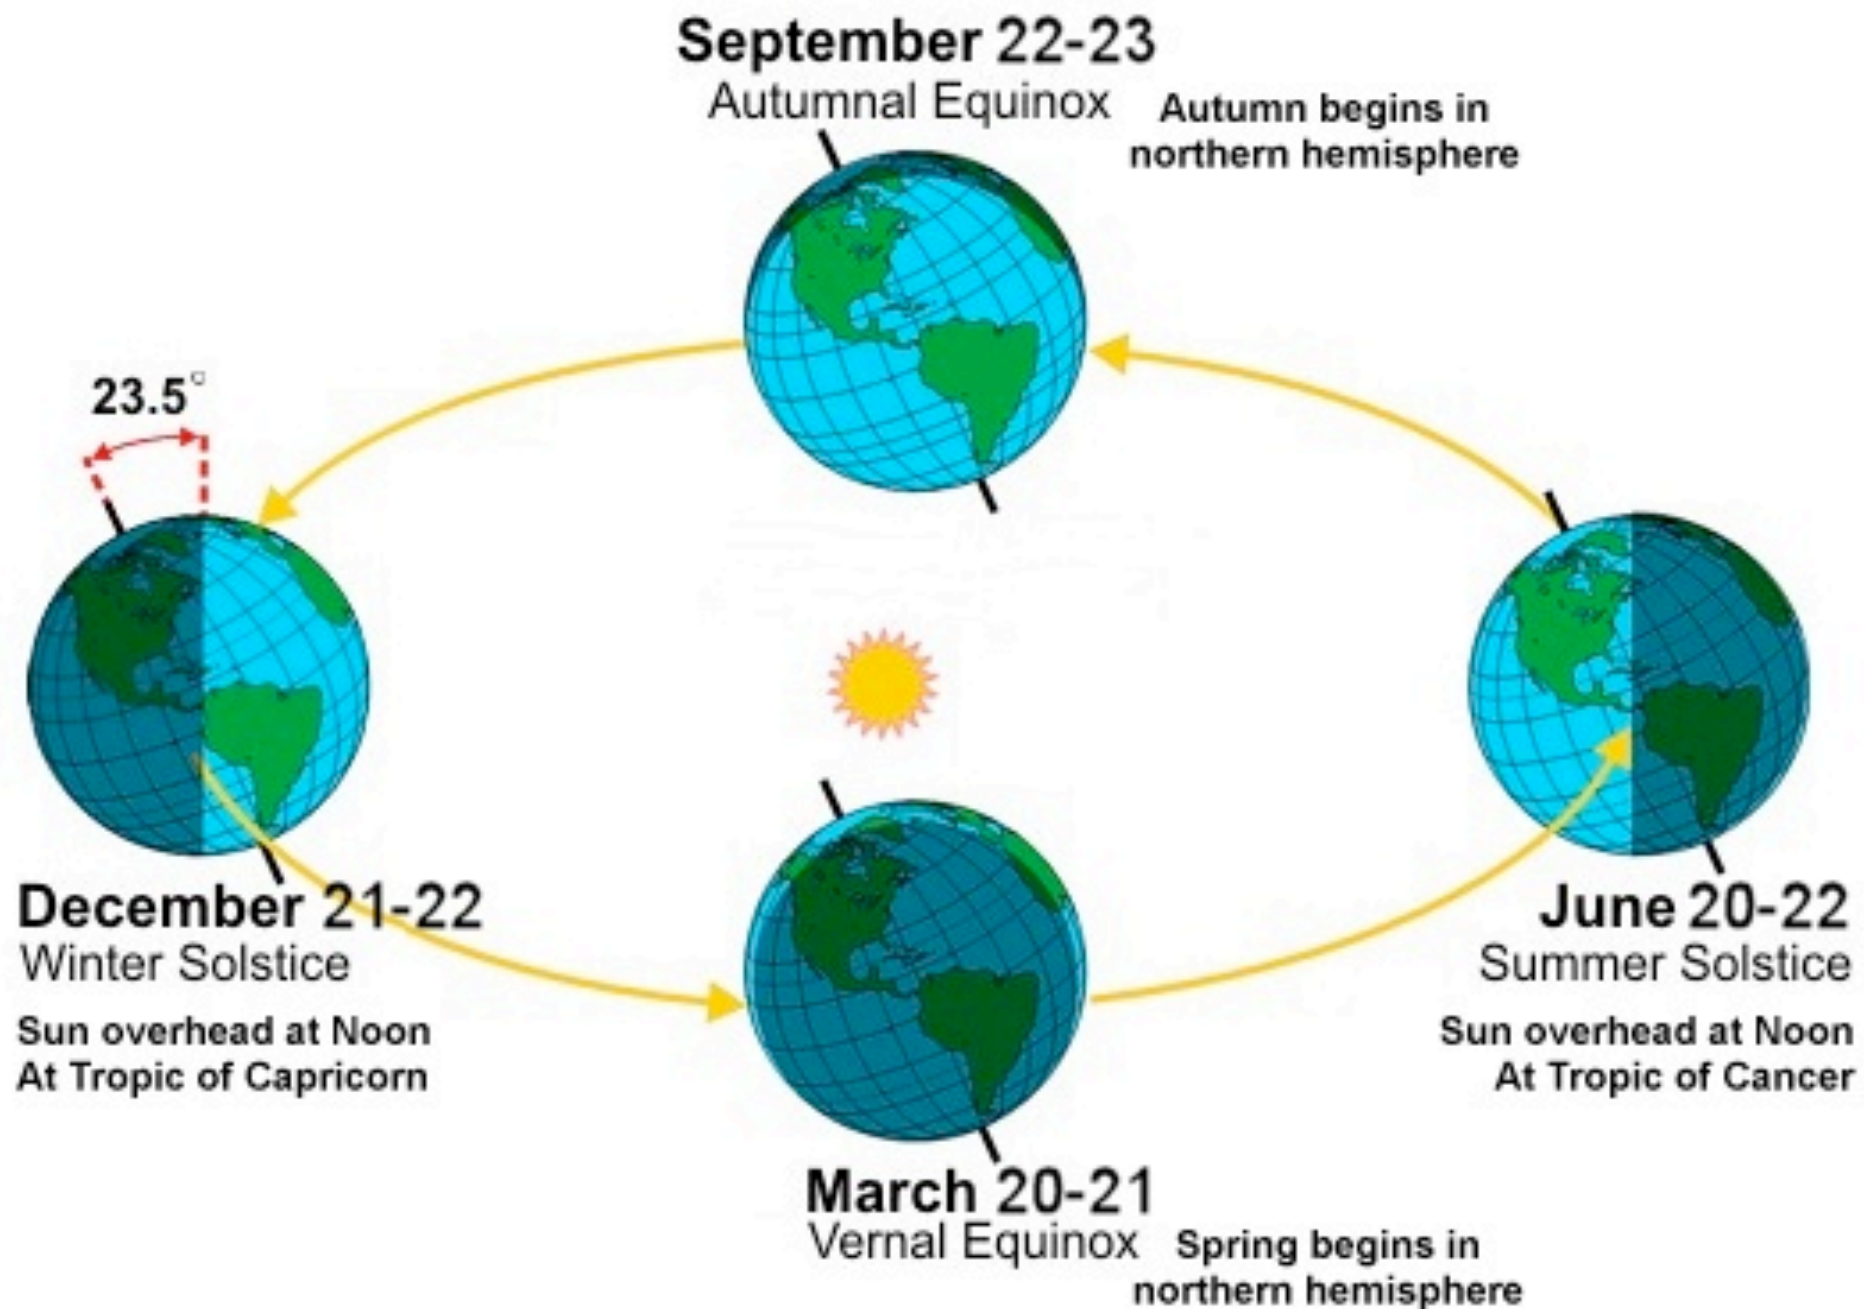 September 22-23
Autumnal Equinox
Autumn begins in
northern hemisphere
23.5°
December 21-22
Winter Solstice
Sun overhead at Noon
At Tropic of Capricorn
June 20-22
Summer Solstice
Sun overhead at Noon
At Tropic of Cancer
March 20-21
Vernal Equinox
Spring begins in
northern hemisphere